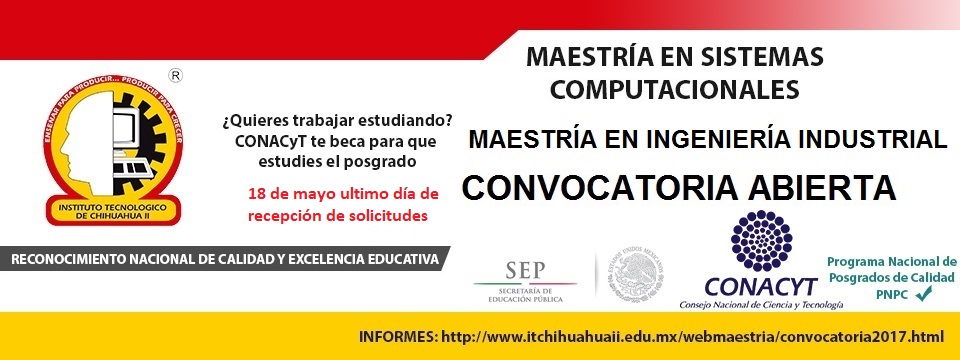 ENSEÑAR PARA PRODUCIR... PRODUCIR PARA CRECER
®
INSTITUTO TECNOLOGICO
DE CHIHUAHUA II
¿Quieres trabajar estudiando?
CONACyT te beca para que
estudies el posgrado
18 de mayo ultimo día de
recepción de solicitudes
RECONOCIMIENTO NACIONAL DE CALIDAD Y EXCELENCIA EDUCATIVA
MAESTRÍA EN SISTEMAS
COMPUTACIONALES
MAESTRÍA EN INGENIERÍA INDUSTRIAL
CONVOCATORIA ABIERTA
SEP
SECRETARÍA DE
EDUCACIÓN PÚBLICA
ESTADOS UNIDOS MEXICANOS
CONACYT
Consejo Nacional de Ciencia y Tecnología
Programa Nacional de
Posgrados de Calidad
PNPC
INFORMES: http://www.itchihuahuaii.edu.mx/webmaestria/convocatoria2017.html